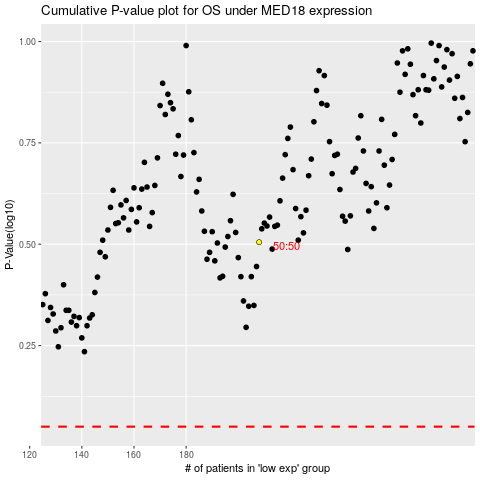 Cumulative P-value plot for OS under MED18 expression
P-Value(log10)
1.00
0.75
0.50
0.25
50:50
120 140 160 180
# of patients in 'low exp' group